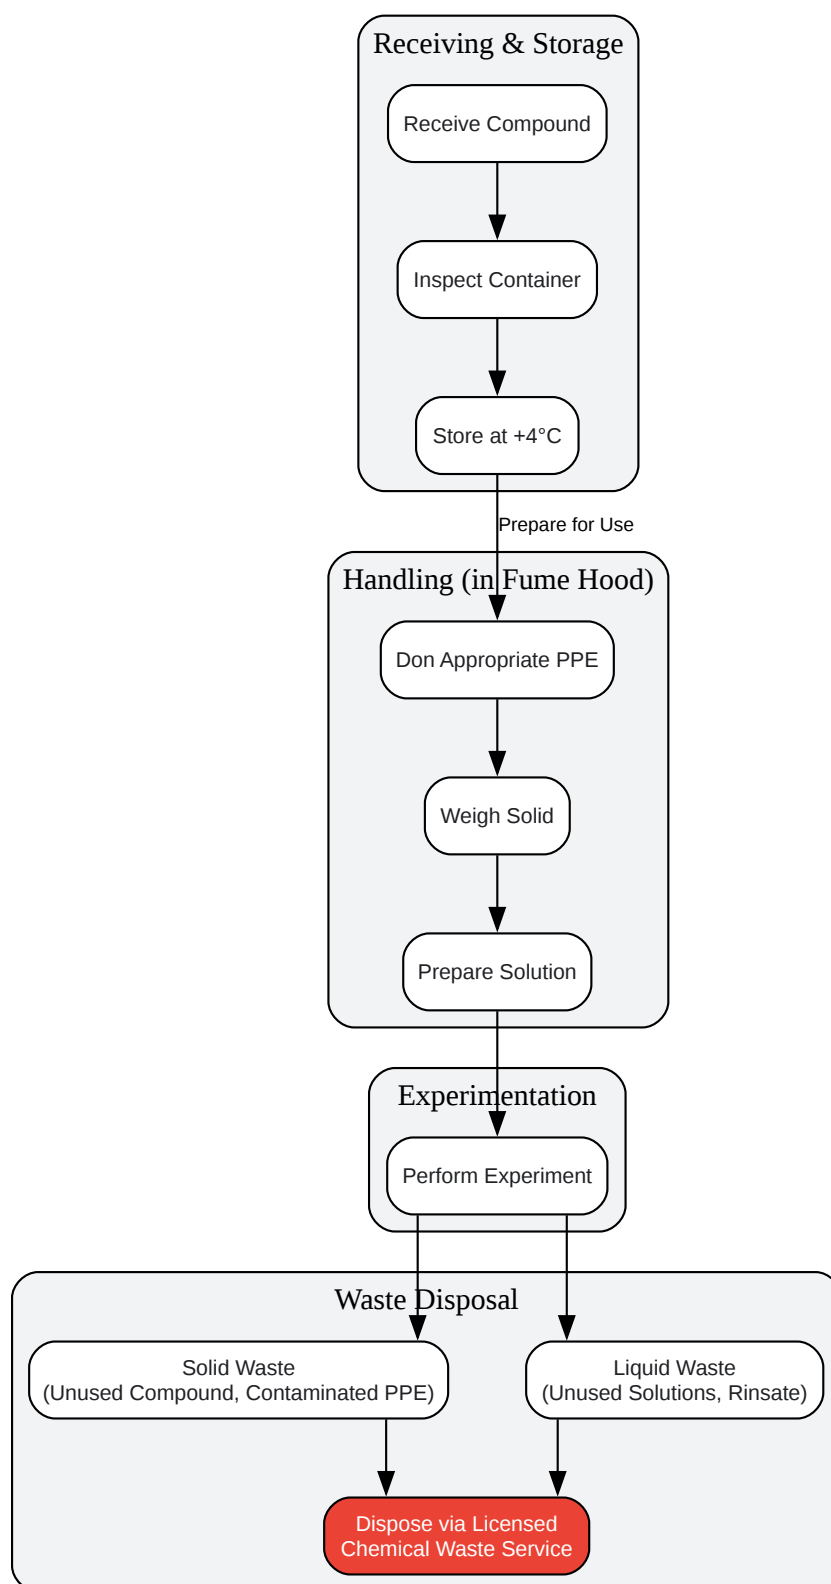 Receiving & Storage
Receive Compound
Inspect Container
Store at +4°C
Prepare for Use
Handling (in Fume Hood)
Don Appropriate PPE
Weigh Solid
Prepare Solution
Experimentation
Perform Experiment
Waste Disposal
Solid Waste
(Unused Compound, Contaminated PPE)
Liquid Waste
(Unused Solutions, Rinsate)
Dispose via Licensed
Chemical Waste Service